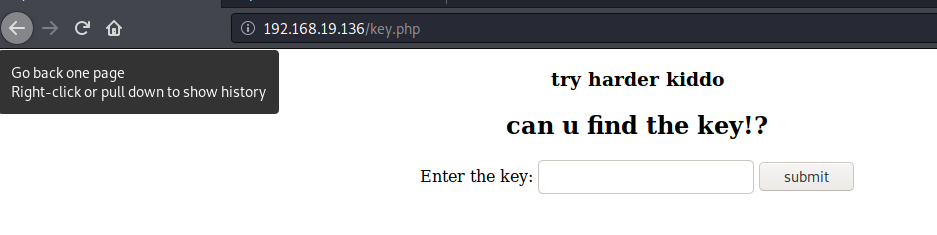 192.168.19.136/key.php
Go back one page
Right-click or pull down to show history
try harder kiddo
can u find the key!?
Enter the key: submit